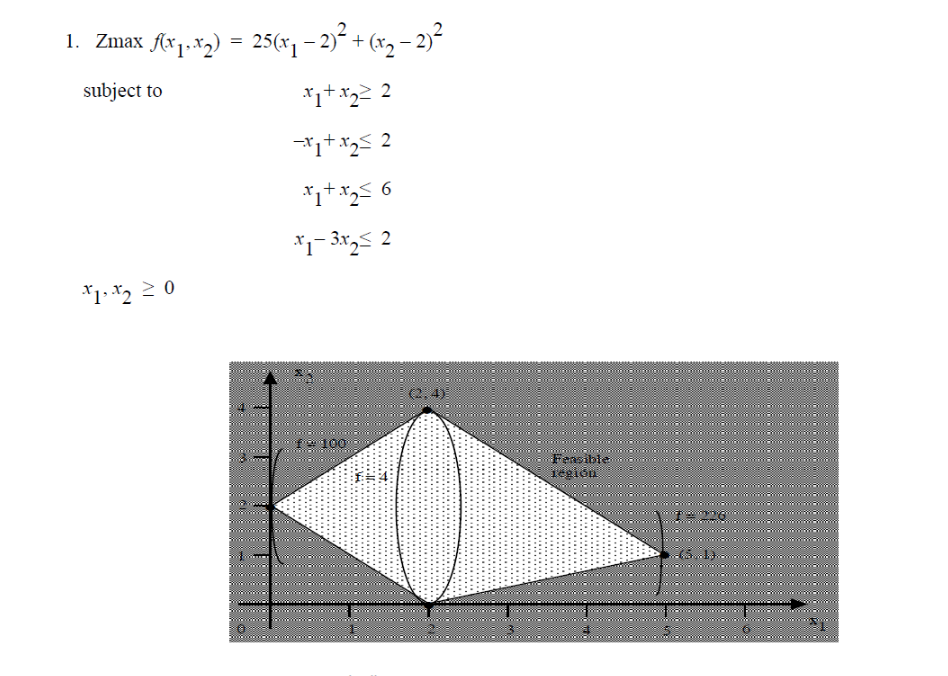 1. Zmax f(x₁,x₂) = 25(x₁ – 2)² + (x₂ – 2)²
subject to
x₁+ x₂≥ 2
–x₁+ x₂≤ 2
x₁+ x₂≤ 6
x₁– 3x₂≤ 2
x₁, x₂ ≥ 0
x₂
(2, 4)
4
f = 100
3
Feasible
región
f = 4
2
f = 226
1
(5, 1)
0 1 2 3 4 5 6 x₁